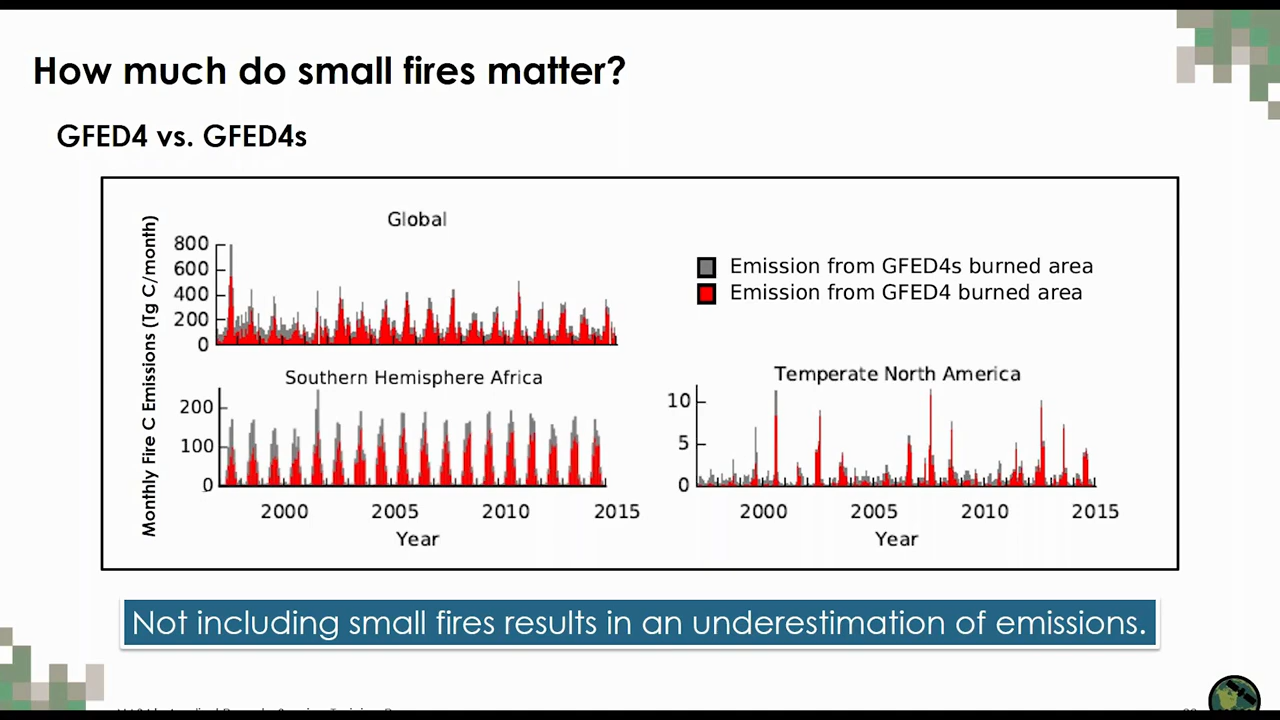 How much do small fires matter?
GFED4 vs. GFED4s
Monthly Fire C Emissions (Tg C/month)
Global
800
600
400
200
0
Emission from GFED4s burned area
Emission from GFED4 burned area
Southern Hemisphere Africa
200
100
0
2000 2005 2010 2015
Year
Temperate North America
10
5
0
2000 2005 2010 2015
Year
Not including small fires results in an underestimation of emissions.